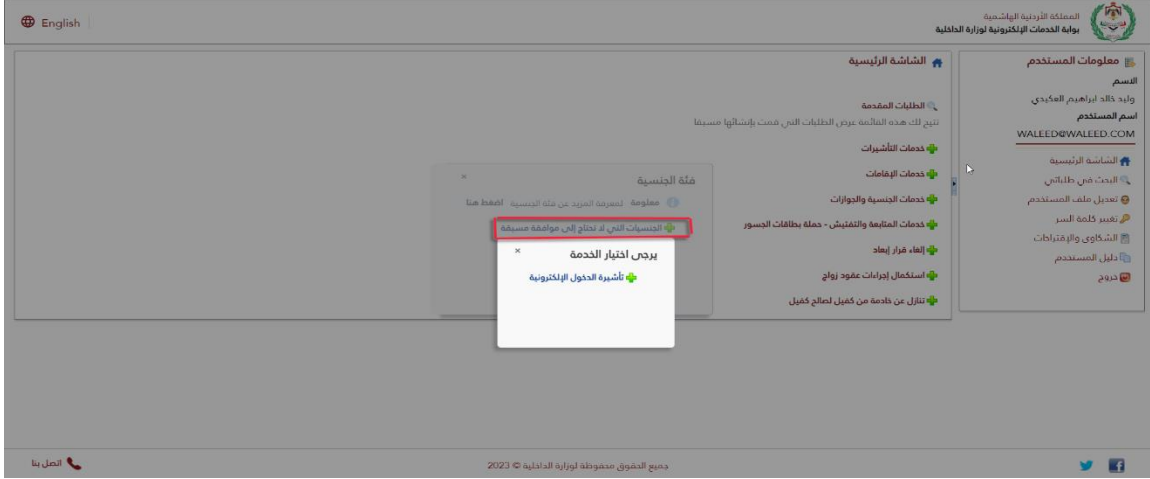 English
المملكة الأردنية الهاشمية
بوابة الخدمات الإلكترونية لوزارة الداخلية
معلومات المستخدم
الاسم
وليد خالد ابراهيم العكيدي
اسم المستخدم
WALEED@WALEED.COM
الشاشة الرئيسية
البحث في طلباتي
تعديل ملف المستخدم
تغيير كلمة السر
الشكاوى والإقتراحات
دليل المستخدم
خروج
الشاشة الرئيسية
الطلبات المقدمة
تتيح لك هذه القائمة عرض الطلبات التي قمت بإنشائها مسبقا
خدمات التأشيرات
خدمات الإقامات
خدمات الجنسية والجوازات
خدمات المتابعة والتفتيش - حملة بطاقات الجسور
إلغاء قرار إبعاد
استكمال إجراءات عقود زواج
تنازل عن خادمة من كفيل لصالح كفيل
فئة الجنسية
×
معلومة لمعرفة المزيد عن فئة الجنسية اضغط هنا
الجنسيات التي لا تحتاج إلى موافقة مسبقة
يرجى اختيار الخدمة
×
تأشيرة الدخول الإلكترونية
جميع الحقوق محفوظة لوزارة الداخلية © 2023
اتصل بنا